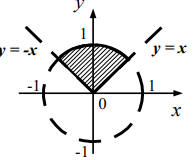 y
1
y = -x
y = x
-1
0
1
x
-1